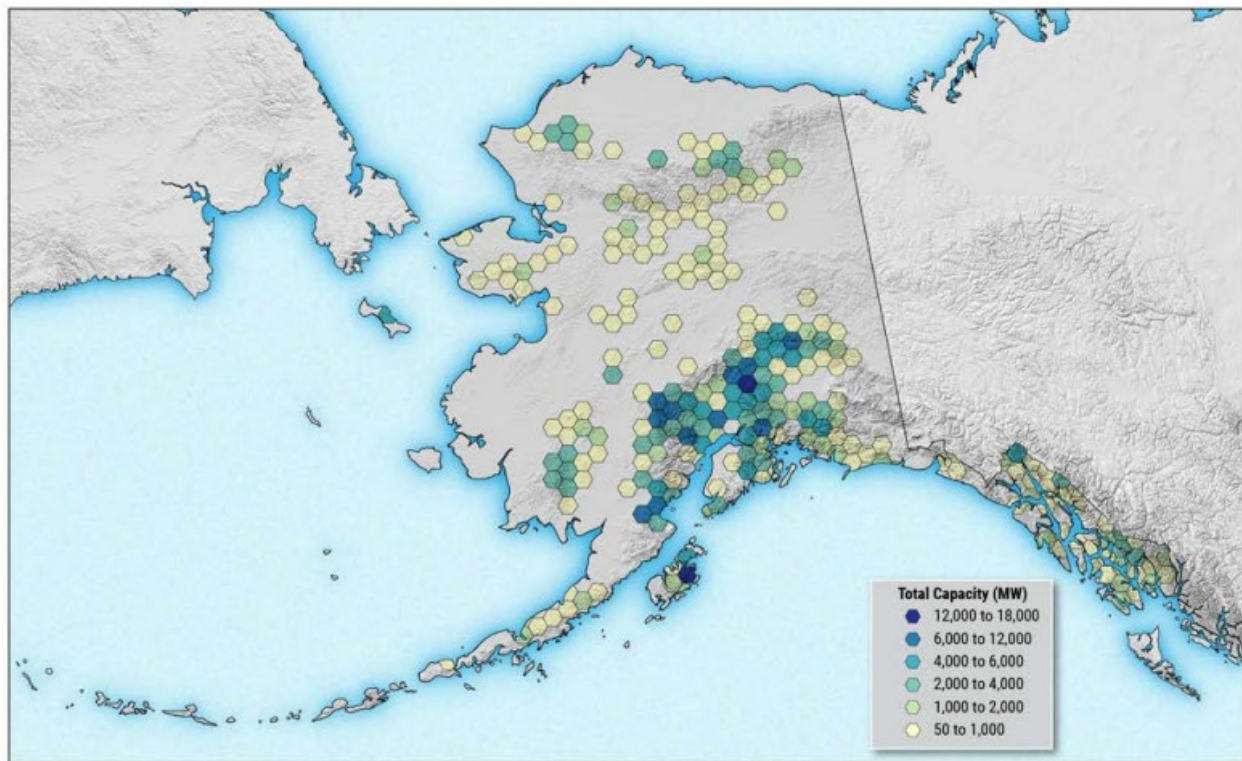 Total Capacity (MW)
12,000 to 18,000
6,000 to 12,000
4,000 to 6,000
2,000 to 4,000
1,000 to 2,000
50 to 1,000